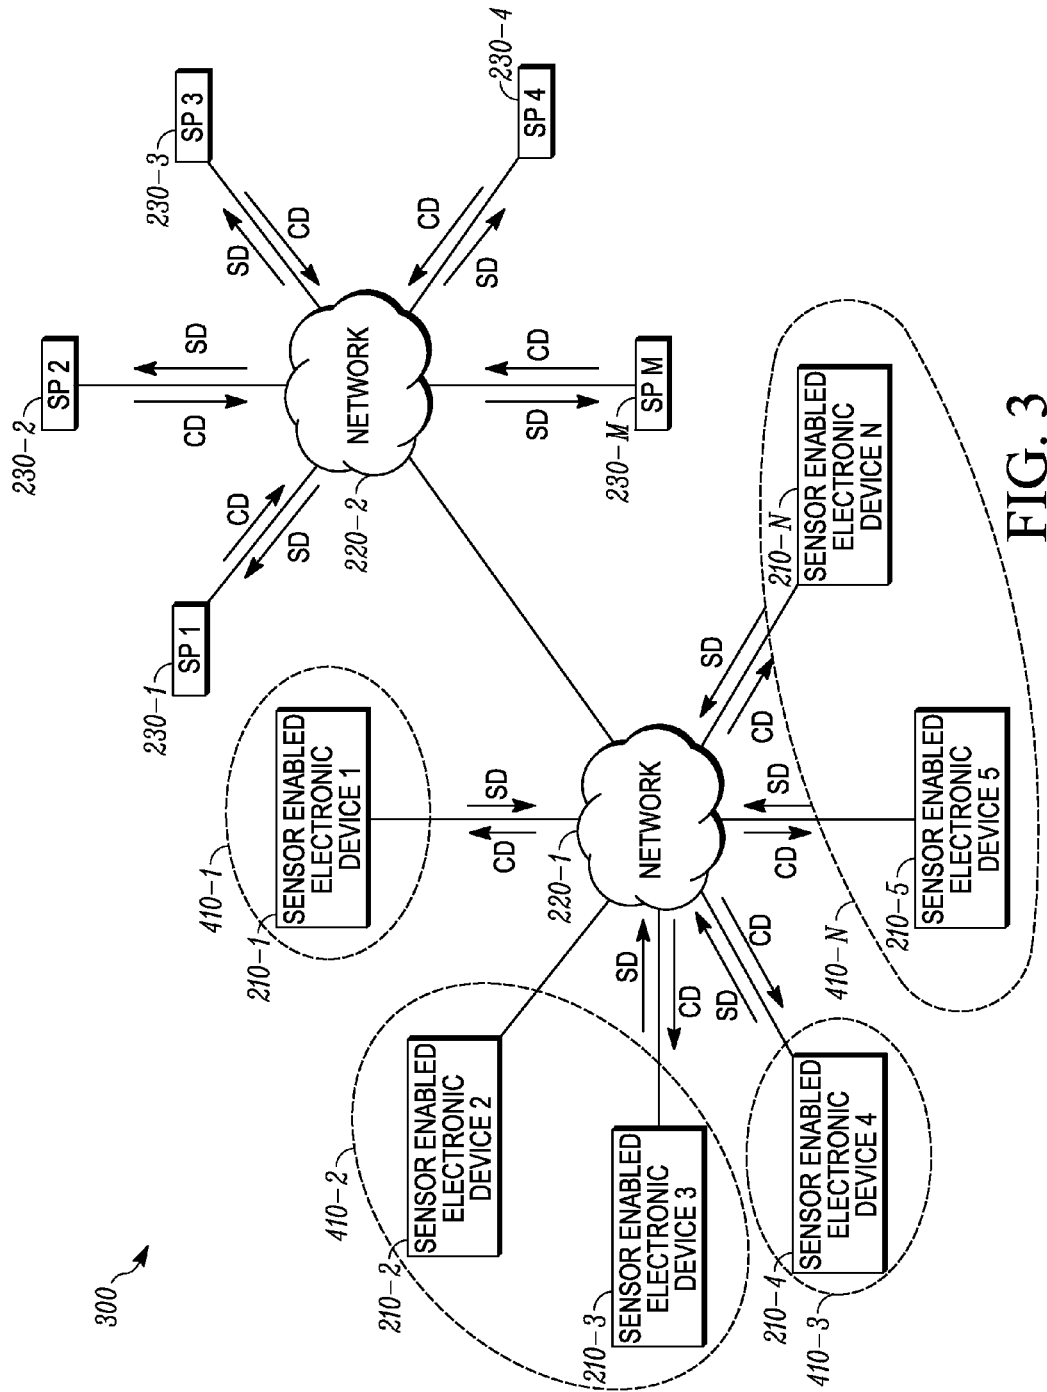 300
410-2
210-2
SENSOR ENABLED
ELECTRONIC
DEVICE 2
210-3
SENSOR ENABLED
ELECTRONIC
DEVICE 3
210-4
410-3
SENSOR ENABLED
ELECTRONIC
DEVICE 4
410-1
210-1
SENSOR ENABLED
ELECTRONIC
DEVICE 1
CD
SD
220-1
NETWORK
SD
CD
SD
CD
CD
SD
CD
SD
410-N
210-5
SENSOR ENABLED
ELECTRONIC
DEVICE 5
210-N
SENSOR ENABLED
ELECTRONIC
DEVICE N
230-1
SP 1
CD
SD
230-2
SP 2
CD
SD
230-3
SP 3
SD
CD
230-4
SP 4
CD
SD
220-2
NETWORK
SD
CD
230-M
SP M
FIG. 3